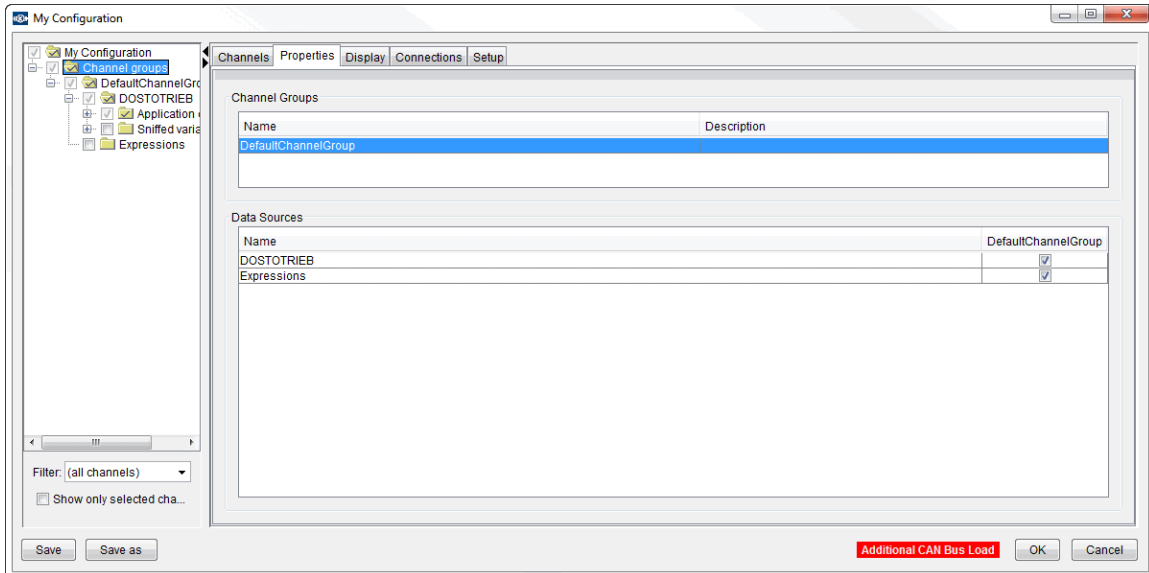 My Configuration
My Configuration
Channel groups
DefaultChannelGro
DOSTOTRIEB
Application
Sniffed varia
Expressions
Filter: (all channels)
Show only selected cha...
Channels Properties Display Connections Setup
Channel Groups
Name Description
DefaultChannelGroup
Data Sources
Name DefaultChannelGroup
DOSTOTRIEB
Expressions
Save Save as Additional CAN Bus Load OK Cancel